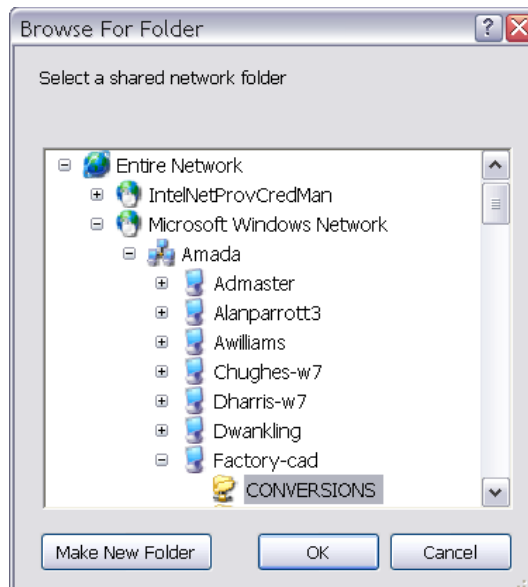 Browse For Folder
Select a shared network folder
Entire Network
IntelNetProvCredMan
Microsoft Windows Network
Amada
Admaster
Alanparrott3
Awilliams
Chughes-w7
Dharris-w7
Dwankling
Factory-cad
CONVERSIONS
Make New Folder
OK
Cancel